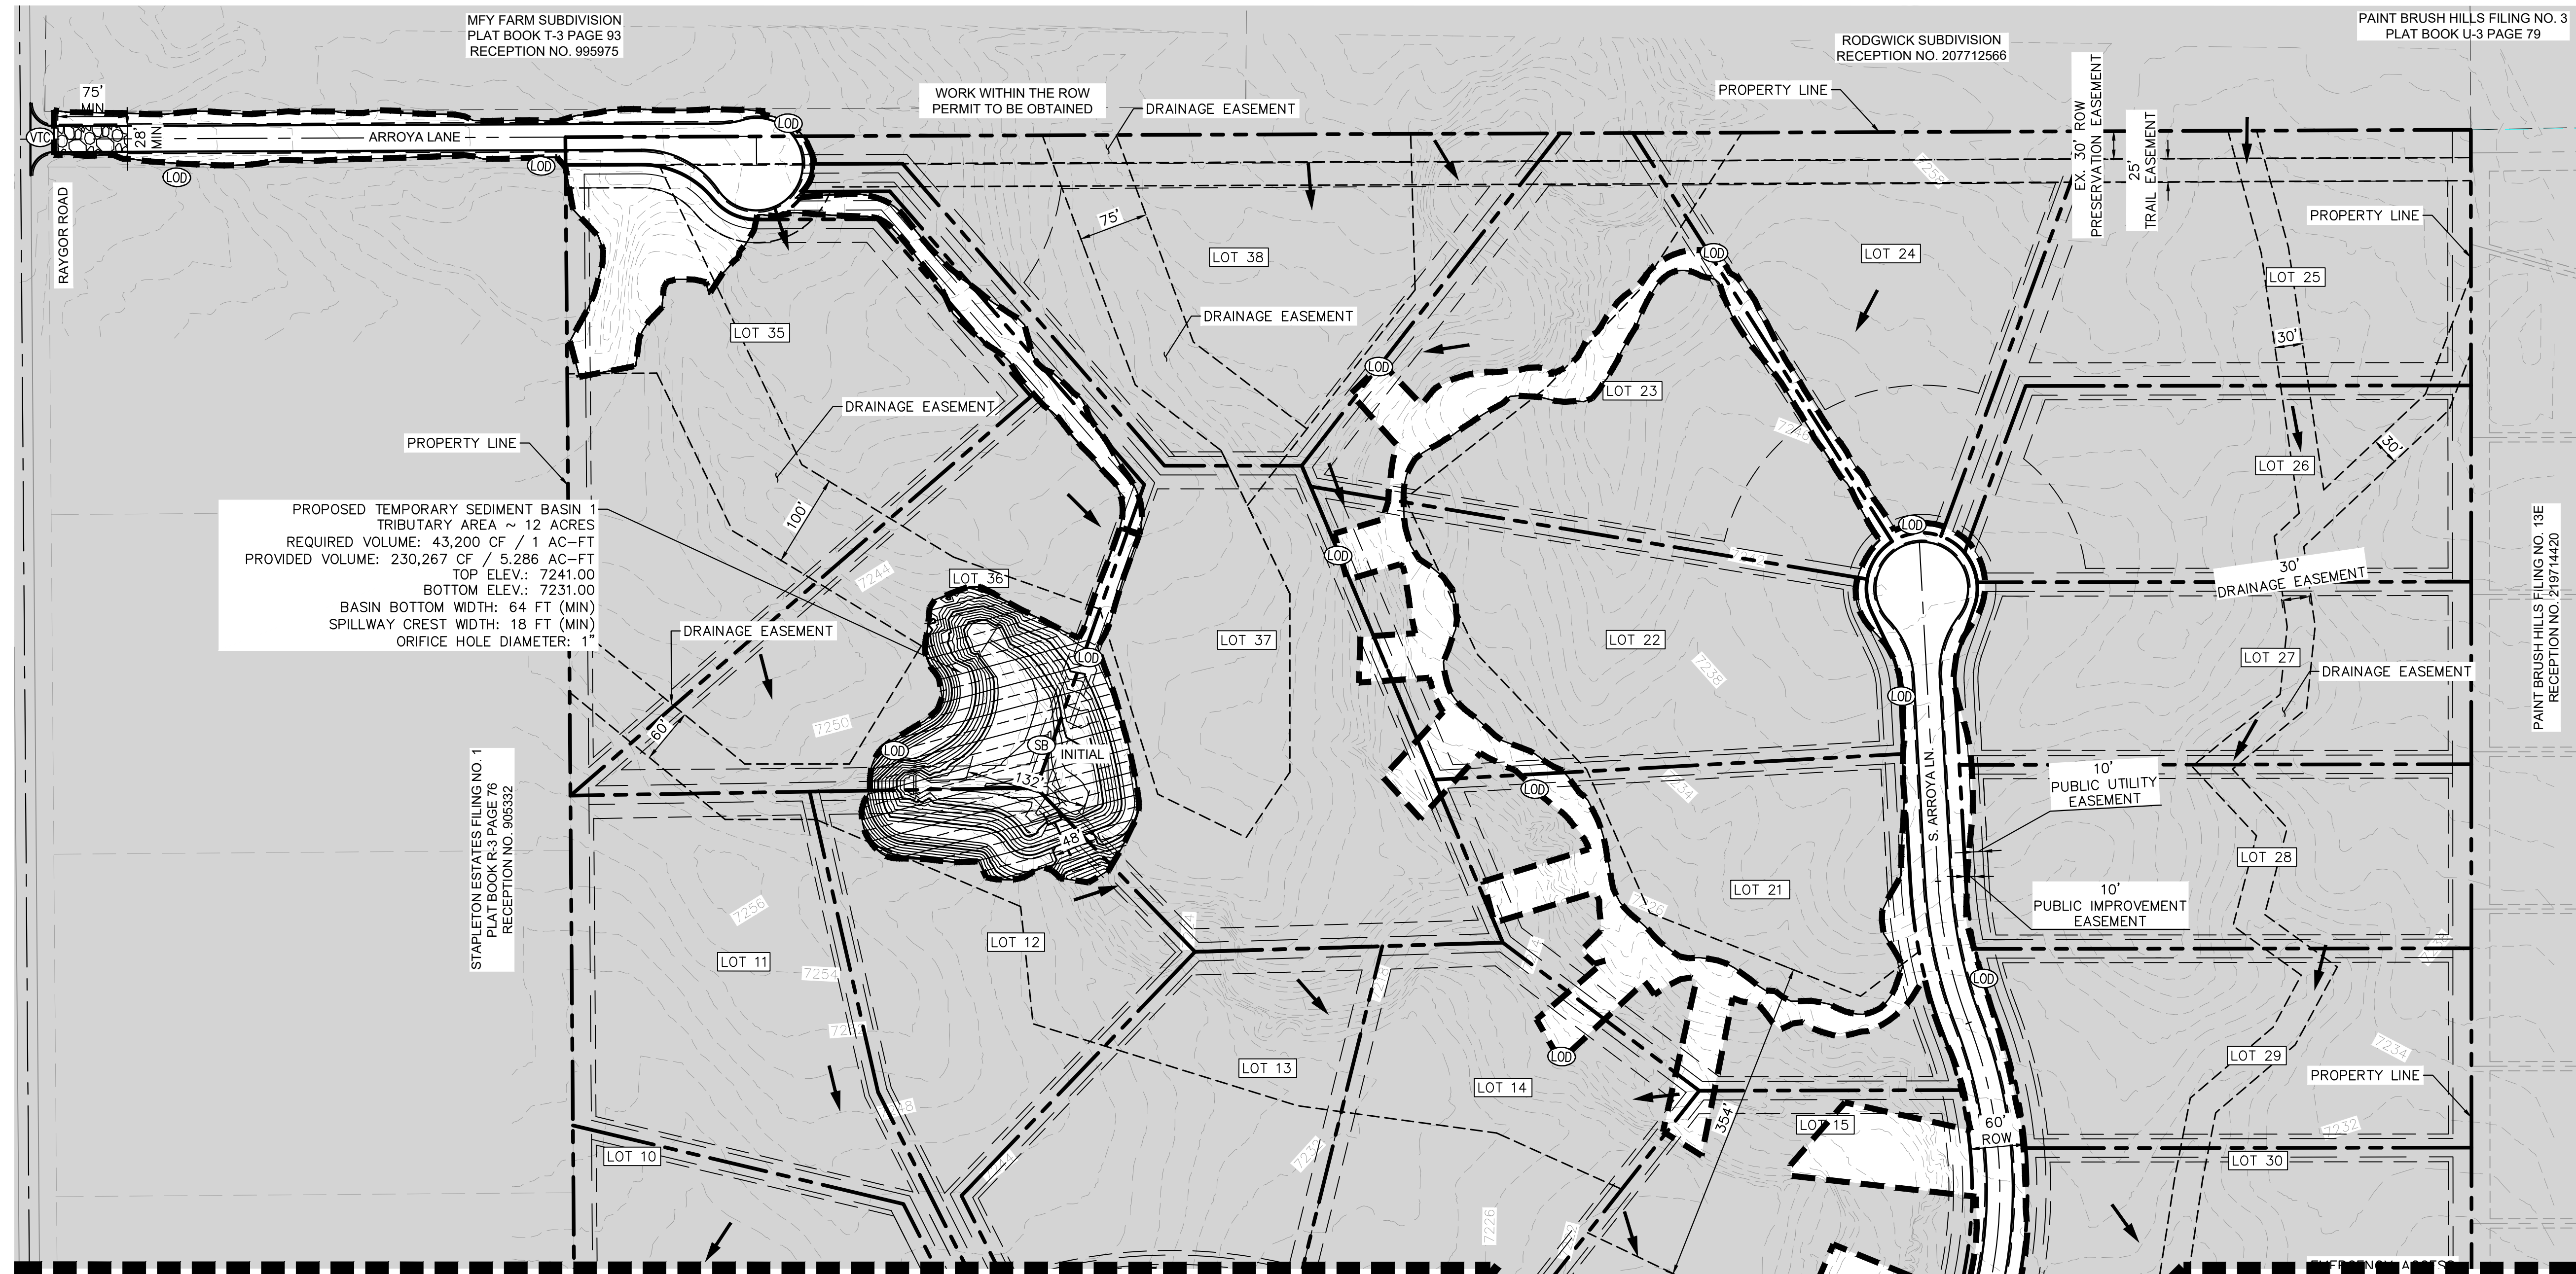 MFY FARM SUBDIVISION
PLAT BOOK T-3 PAGE 93
RECEPTION NO. 995975
PAINT BRUSH HILLS FILING NO. 3
PLAT BOOK U-3 PAGE 79
RODGWICK SUBDIVISION
RECEPTION NO. 207712566
WORK WITHIN THE ROW
PERMIT TO BE OBTAINED
DRAINAGE EASEMENT
PROPERTY LINE
75'
MIN
28'
MIN
VTC
ARROYA LANE
LOD
LOD
LOD
RAYGOR ROAD
EX. 30' ROW
PRESERVATION EASEMENT
25'
TRAIL EASEMENT
7258
PROPERTY LINE
75'
LOT 38
LOT 24
LOT 25
LOD
DRAINAGE EASEMENT
LOT 35
30'
LOD
LOT 23
DRAINAGE EASEMENT
7246
PROPERTY LINE
30'
LOT 26
PROPOSED TEMPORARY SEDIMENT BASIN 1
TRIBUTARY AREA ~ 12 ACRES
REQUIRED VOLUME: 43,200 CF / 1 AC-FT
PROVIDED VOLUME: 230,267 CF / 5.286 AC-FT
TOP ELEV.: 7241.00
BOTTOM ELEV.: 7231.00
BASIN BOTTOM WIDTH: 64 FT (MIN)
SPILLWAY CREST WIDTH: 18 FT (MIN)
ORIFICE HOLE DIAMETER: 1"
100'
LOD
LOD
7242
7244
LOT 36
30'
DRAINAGE EASEMENT
PAINT BRUSH HILLS FILING NO. 13E
RECEPTION NO. 219714420
DRAINAGE EASEMENT
LOT 37
LOT 22
LOD
LOT 27
7238
DRAINAGE EASEMENT
LOD
60'
7250
LOD
SB
INITIAL
132'
7234
LOD
S. ARROYA LN.
10'
PUBLIC UTILITY
EASEMENT
STAPLETON ESTATES FILING NO. 1
PLAT BOOK R-3 PAGE 76
RECEPTION NO. 905332
48'
LOT 28
LOT 21
10'
PUBLIC IMPROVEMENT
EASEMENT
7256
7226
LOT 12
LOT 11
7254
LOD
LOT 29
7234
LOD
LOT 13
LOT 14
PROPERTY LINE
354'
LOT 15
60'
ROW
7232
LOT 10
LOT 30
7226